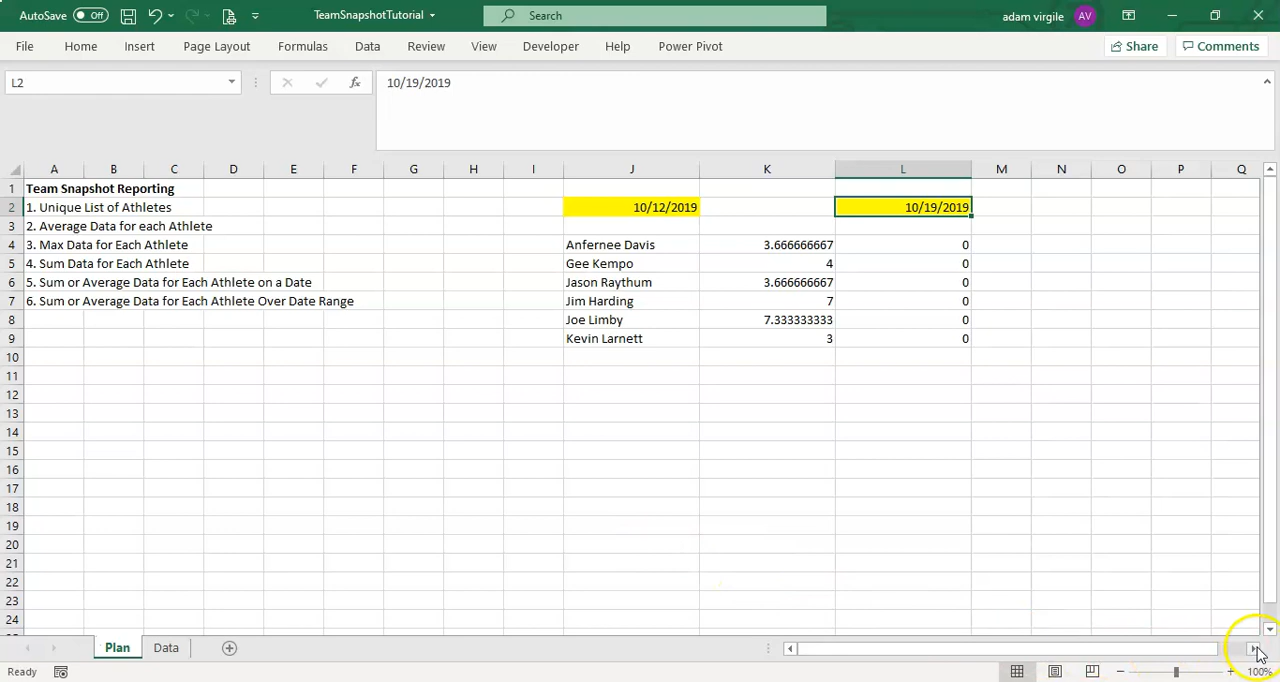 AutoSave Off TeamSnapshotTutorial Search adam virgile AV
File Home Insert Page Layout Formulas Data Review View Developer Help Power Pivot Share Comments
L2 fx 10/19/2019
A B C D E F G H I J K L M N O P Q
1 Team Snapshot Reporting
2 1. Unique List of Athletes 10/12/2019 10/19/2019
3 2. Average Data for each Athlete
4 3. Max Data for Each Athlete Anfernee Davis 3.666666667 0
5 4. Sum Data for Each Athlete Gee Kempo 4 0
6 5. Sum or Average Data for Each Athlete on a Date Jason Raythum 3.666666667 0
7 6. Sum or Average Data for Each Athlete Over Date Range Jim Harding 7 0
8 Joe Limby 7.333333333 0
9 Kevin Larnett 3 0
10
11
12
13
14
15
16
17
18
19
20
21
22
23
24
Plan Data
Ready 100%